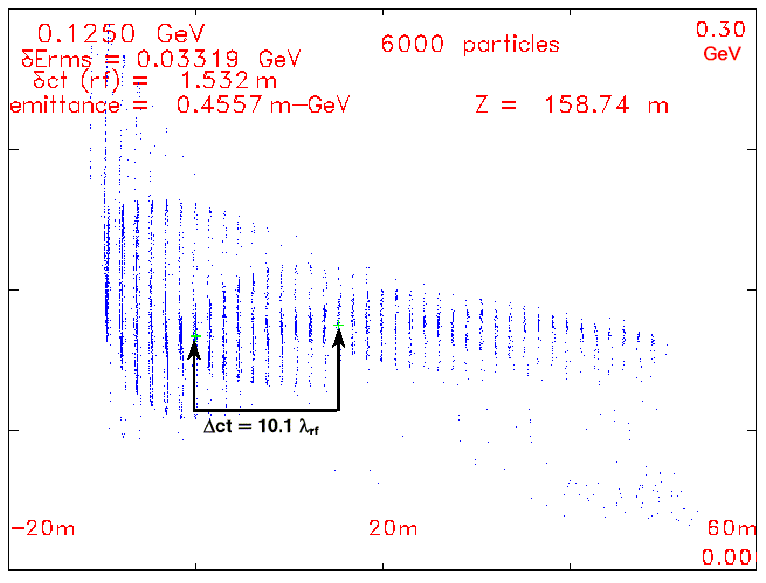 0.1250 GeV
δErms = 0.03319 GeV
δct (rf) = 1.532 m
emittance = 0.4557 m-GeV
6000 particles
0.30
GeV
Z = 158.74 m
Δct = 10.1 λrf
-20m
20m
60m
0.00